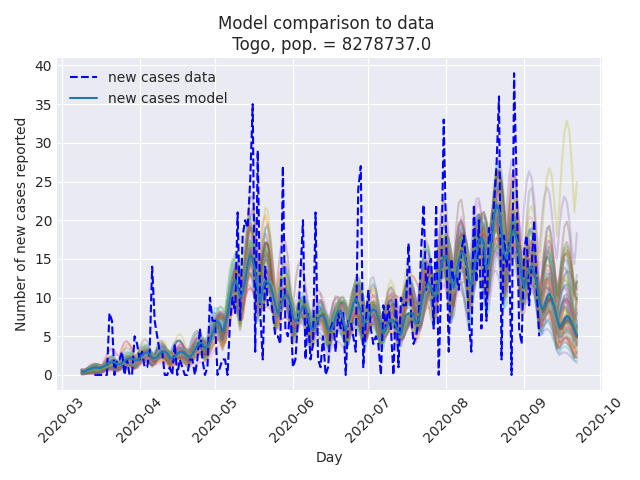 Model comparison to data
Togo, pop. = 8278737.0
new cases data
new cases model
Number of new cases reported
40
35
30
25
20
15
10
5
0
2020-03
2020-04
2020-05
2020-06
2020-07
2020-08
2020-09
2020-10
Day